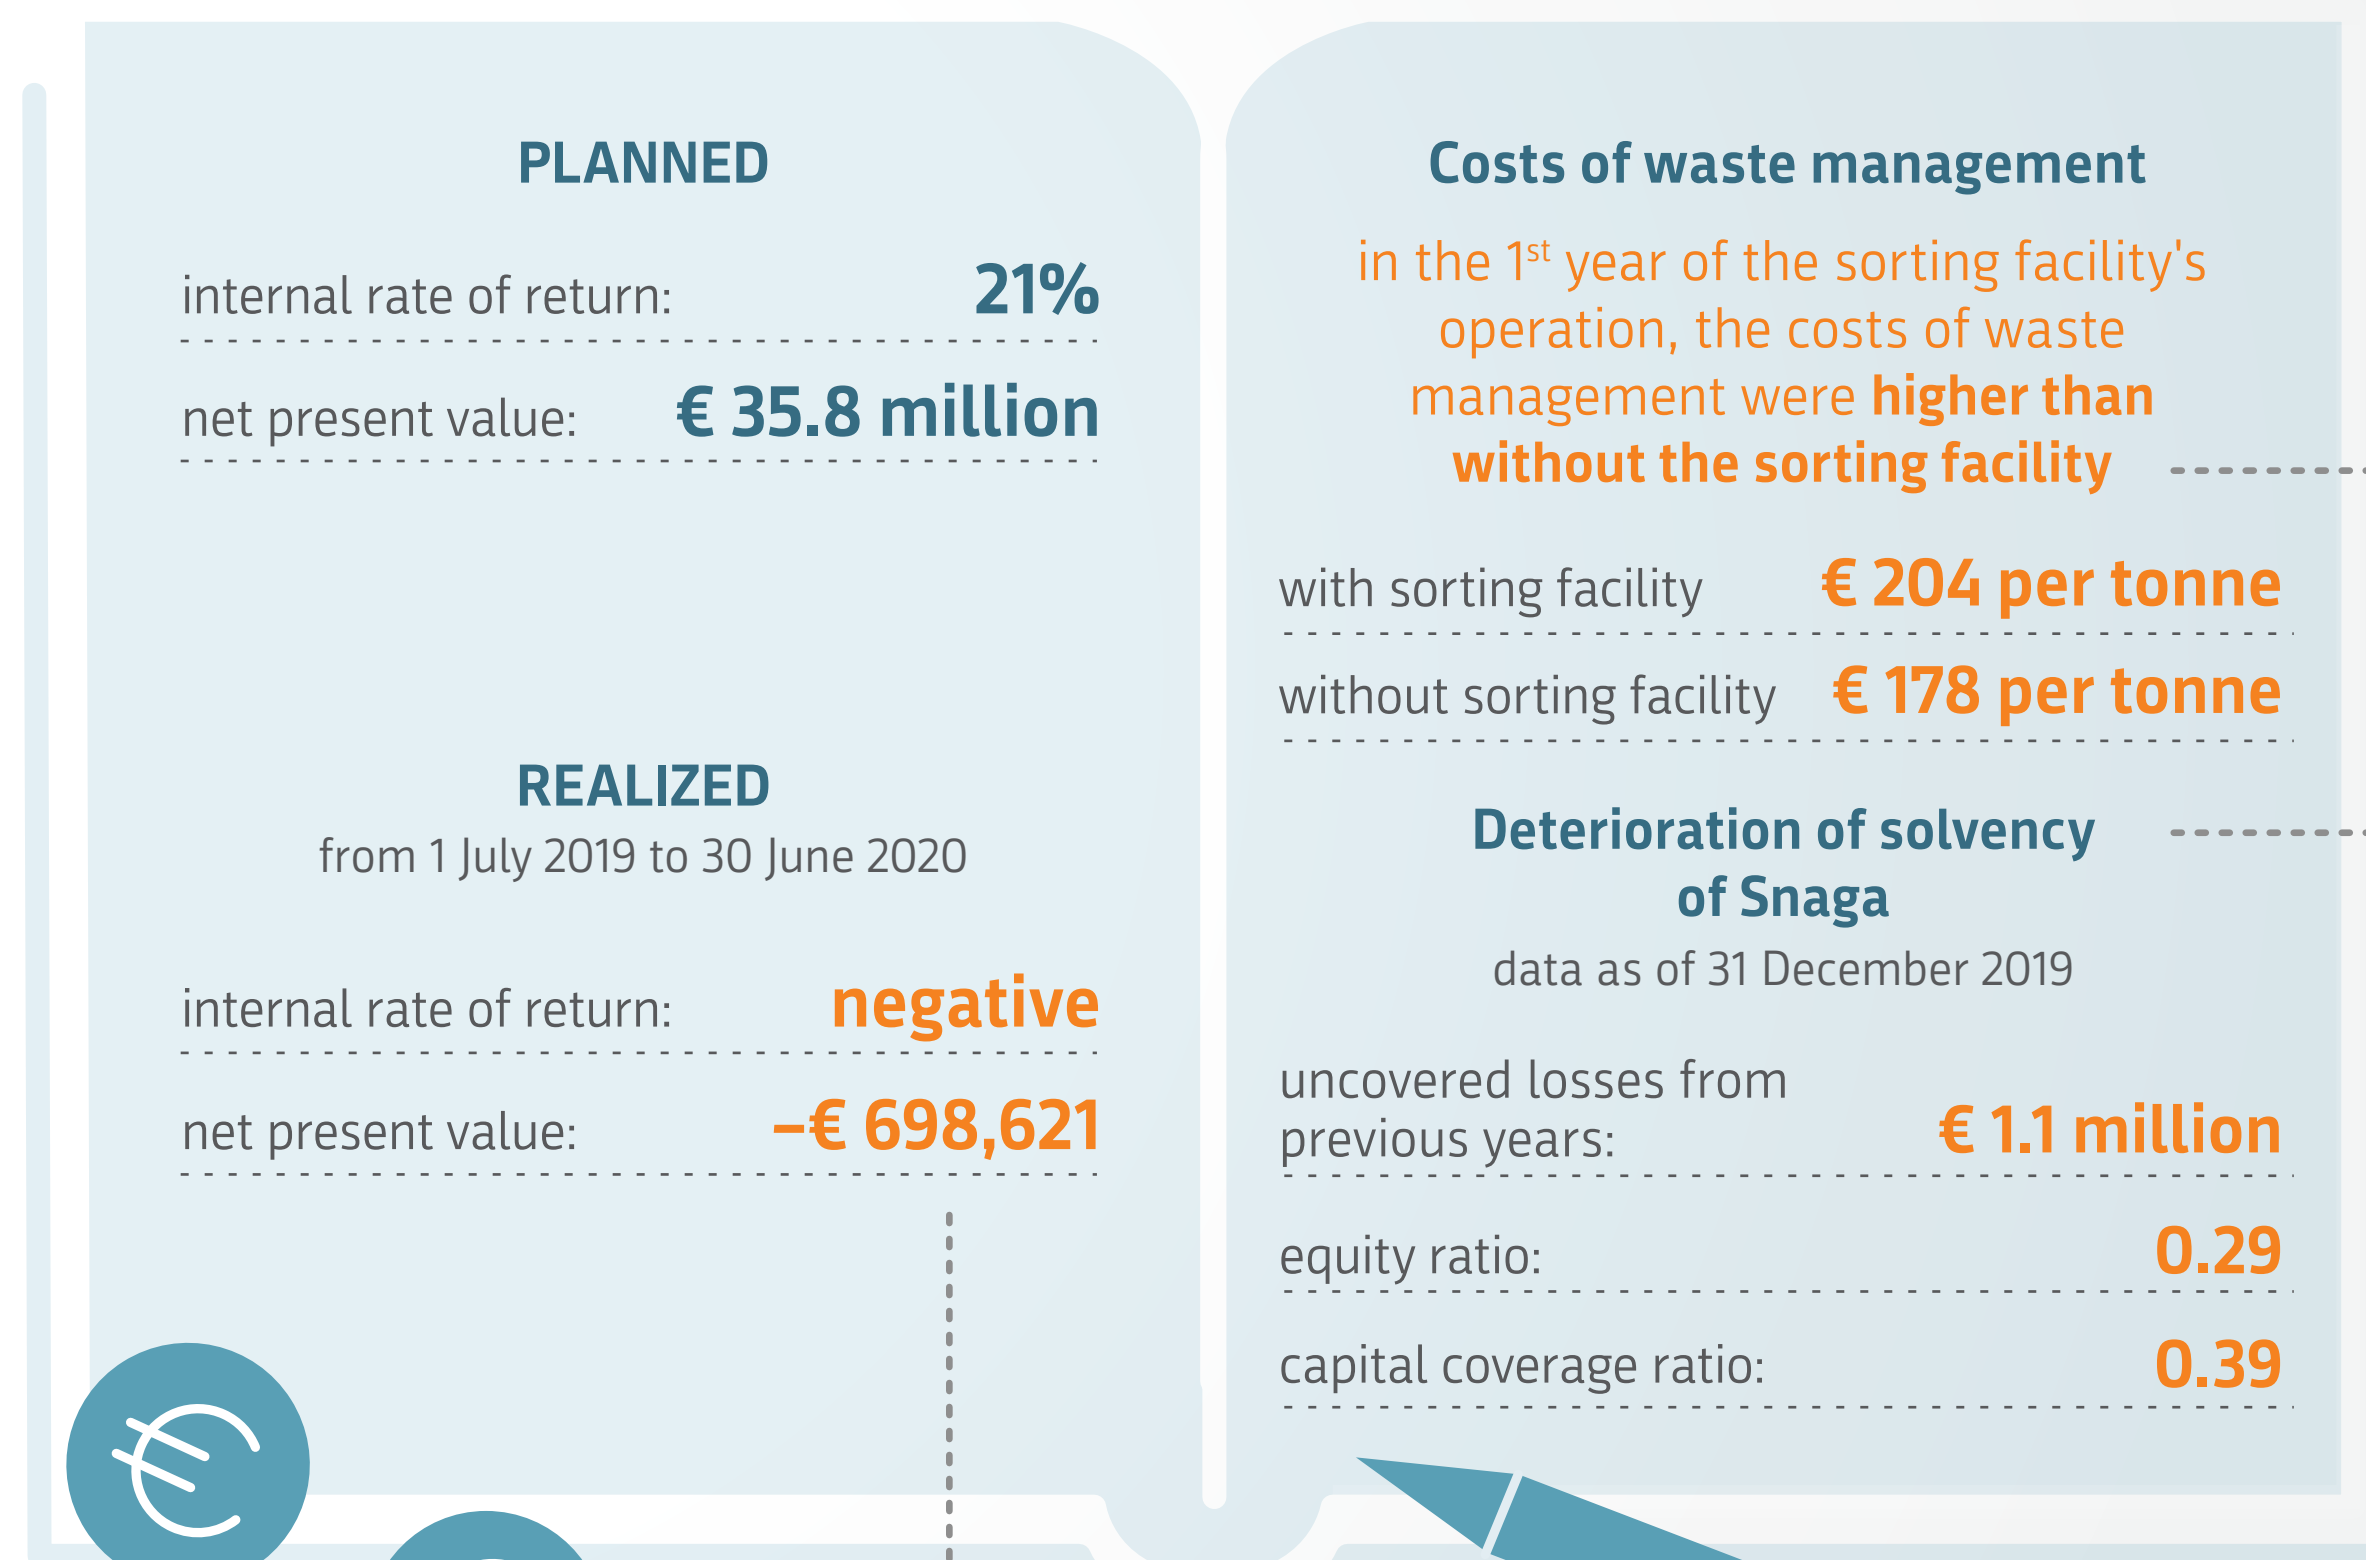 PLANNED
internal rate of return: 21%
net present value: € 35.8 million
REALIZED
from 1 July 2019 to 30 June 2020
internal rate of return: negative
net present value: –€ 698,621
Costs of waste management
in the 1st year of the sorting facility's
operation, the costs of waste
management were higher than
without the sorting facility
with sorting facility € 204 per tonne
without sorting facility € 178 per tonne
Deterioration of solvency
of Snaga
data as of 31 December 2019
uncovered losses from
previous years: € 1.1 million
equity ratio: 0.29
capital coverage ratio: 0.39